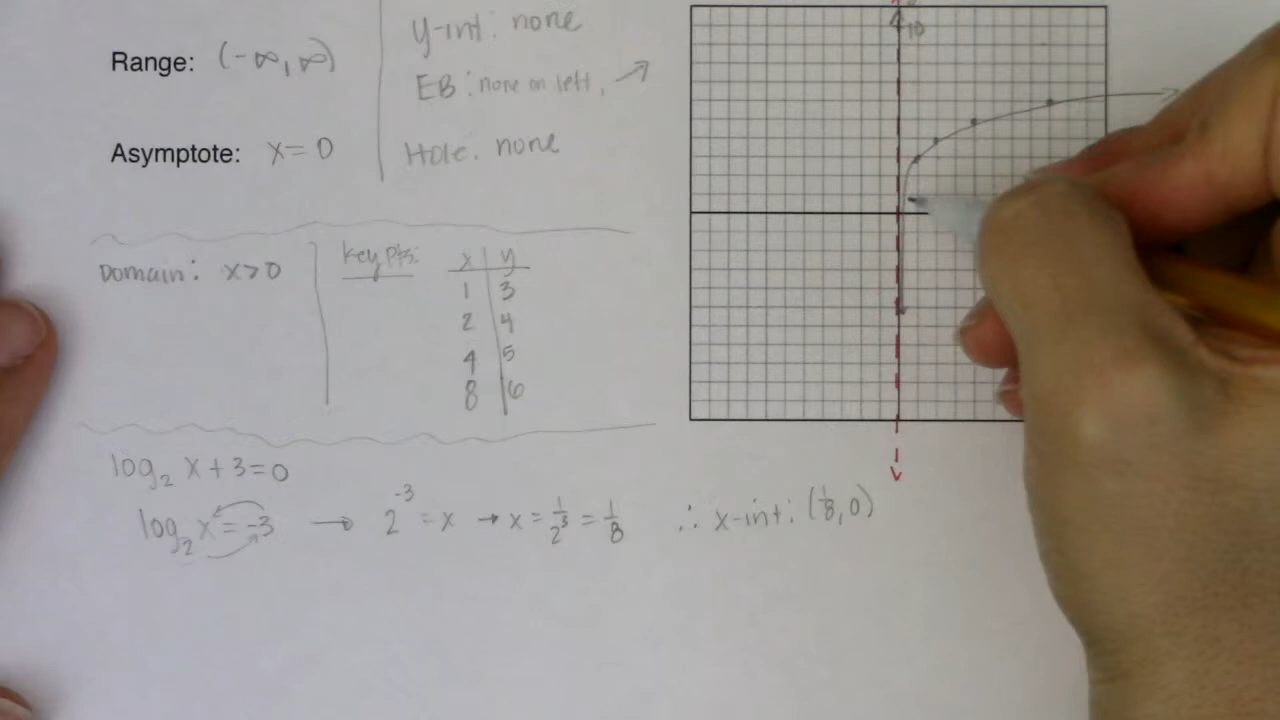 Range: (-∞, ∞)
Asymptote: x = 0
y-int: none
EB: none on left, ↗
Hole: none
10
Domain: x > 0
Key Pts:
x | y
1 | 3
2 | 4
4 | 5
8 | 6
log₂ x + 3 = 0
log₂ x = -3 → 2⁻³ = x → x = 1/2³ = 1/8 ∴ x-int: (1/8, 0)